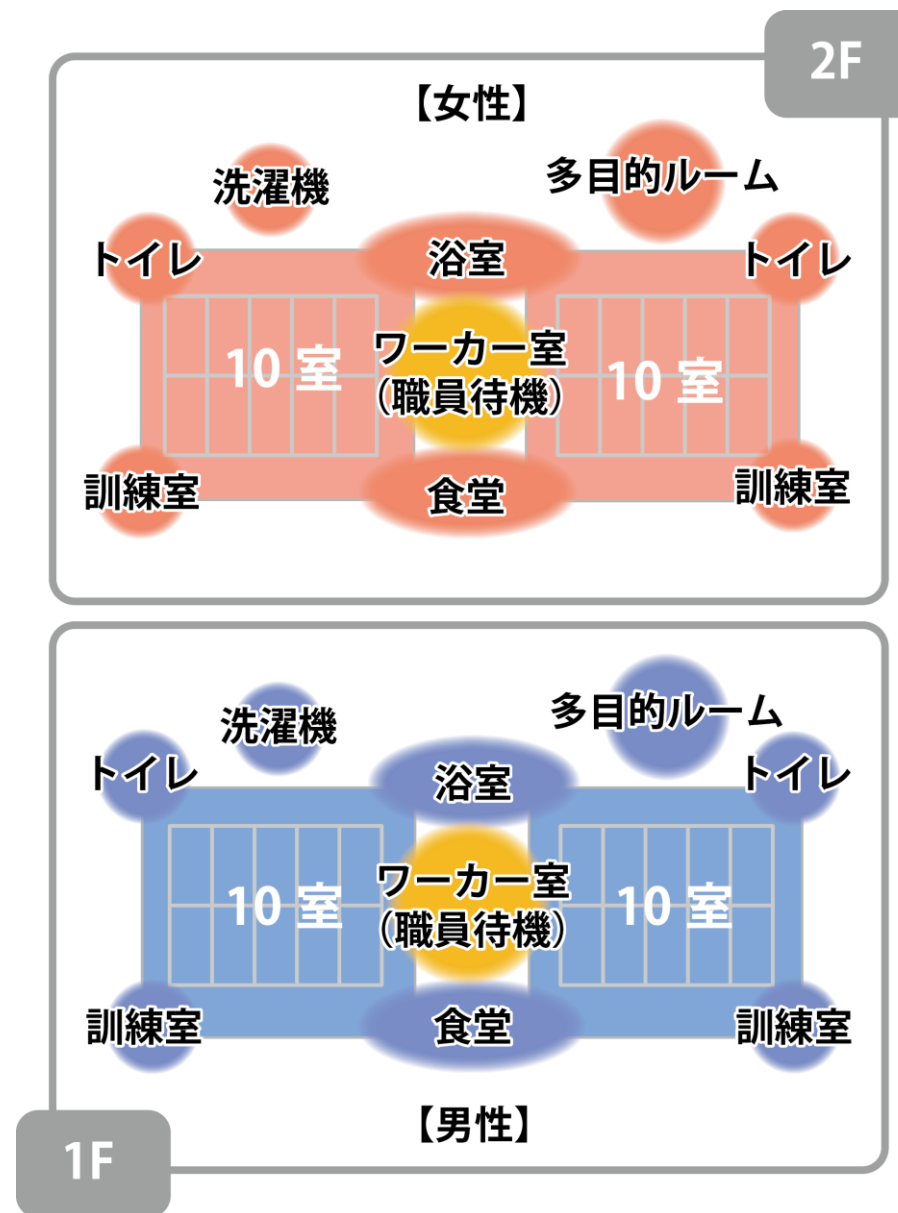 2F
【女性】
洗濯機
多目的ルーム
トイレ
浴室
トイレ
10 室
ワーカー室
(職員待機)
10 室
訓練室
食堂
訓練室
洗濯機
多目的ルーム
トイレ
浴室
トイレ
10 室
ワーカー室
(職員待機)
10 室
訓練室
食堂
訓練室
【男性】
1F